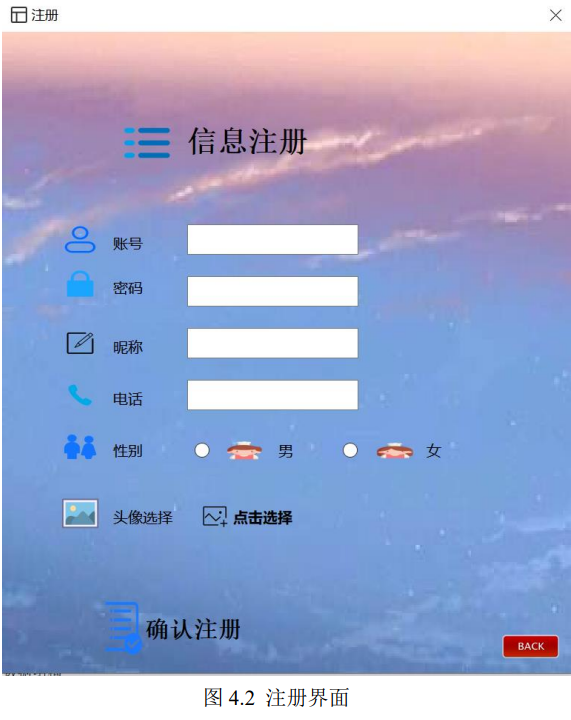 注册
信息注册
账号
密码
昵称
电话
性别 男 女
头像选择 点击选择
确认注册
BACK
图 4.2 注册界面